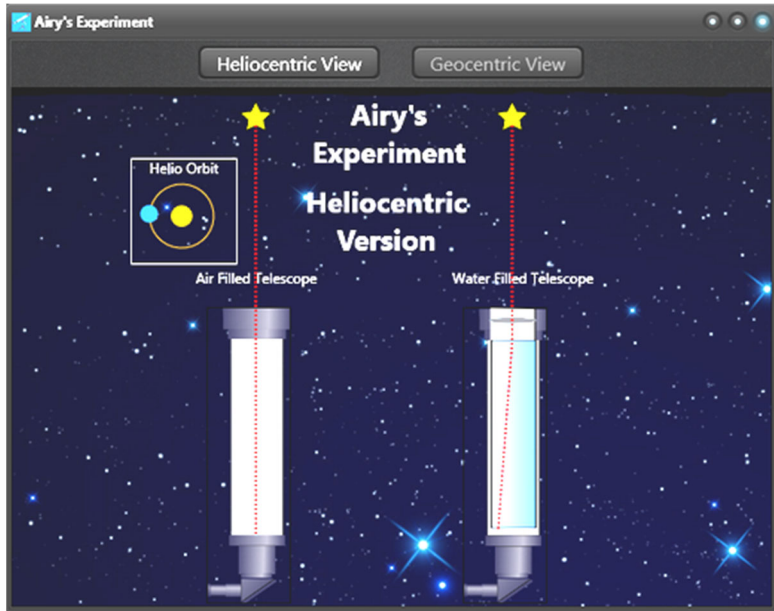 Airy's Experiment
Heliocentric View
Geocentric View
Airy's
Experiment
Helio Orbit
Heliocentric
Version
Air Filled Telescope
Water Filled Telescope